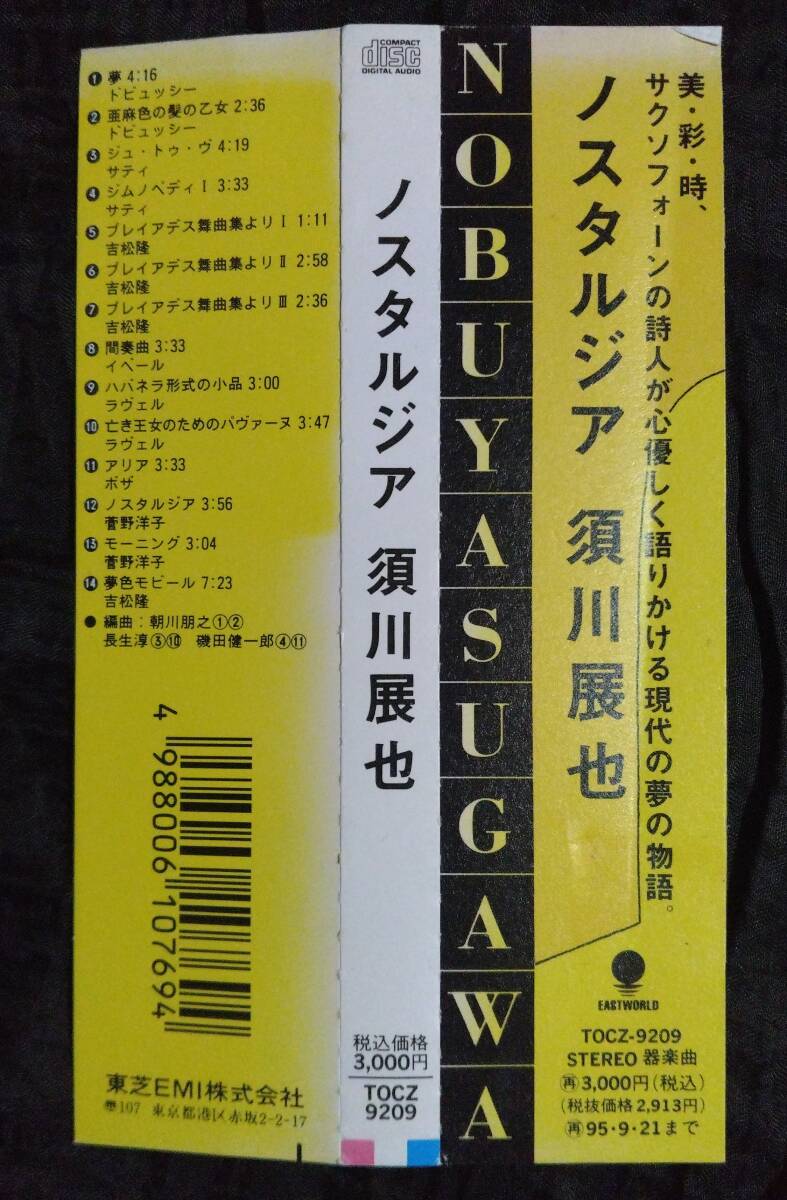 ❶ 夢 4:16
ドビュッシー
❷ 亜麻色の髪の乙女 2:36
ドビュッシー
❸ ジュ・トゥ・ヴ 4:19
サティ
❹ ジムノペディⅠ 3:33
サティ
❺ プレイアデス舞曲集よりⅠ 1:11
吉松隆
❻ プレイアデス舞曲集よりⅡ 2:58
吉松隆
❼ プレイアデス舞曲集よりⅢ 2:36
吉松隆
❽ 間奏曲 3:33
イベール
❾ ハバネラ形式の小品 3:00
ラヴェル
❿ 亡き王女のためのパヴァーヌ 3:47
ラヴェル
⓫ アリア 3:33
ボザ
⓬ ノスタルジア 3:56
菅野洋子
⓭ モーニング 3:04
菅野洋子
⓮ 夢色モビール 7:23
吉松隆
● 編曲：朝川朋之①②
長生淳③⑩ 磯田健一郎④⑪
4 988006 107694
東芝EMI株式会社
〠107 東京都港区赤坂2-2-17
COMPACT
disc
DIGITAL AUDIO
ノスタルジア 須川展也
税込価格
3,000円
TOCZ
9209
NOBUYASUGAWA
美・彩・時、
サクソフォーンの詩人が心優しく語りかける現代の夢の物語。
ノスタルジア 須川展也
EASTWORLD
TOCZ-9209
STEREO 器楽曲
㋢3,000円(税込)
(税抜価格2,913円)
㋢95・9・21まで